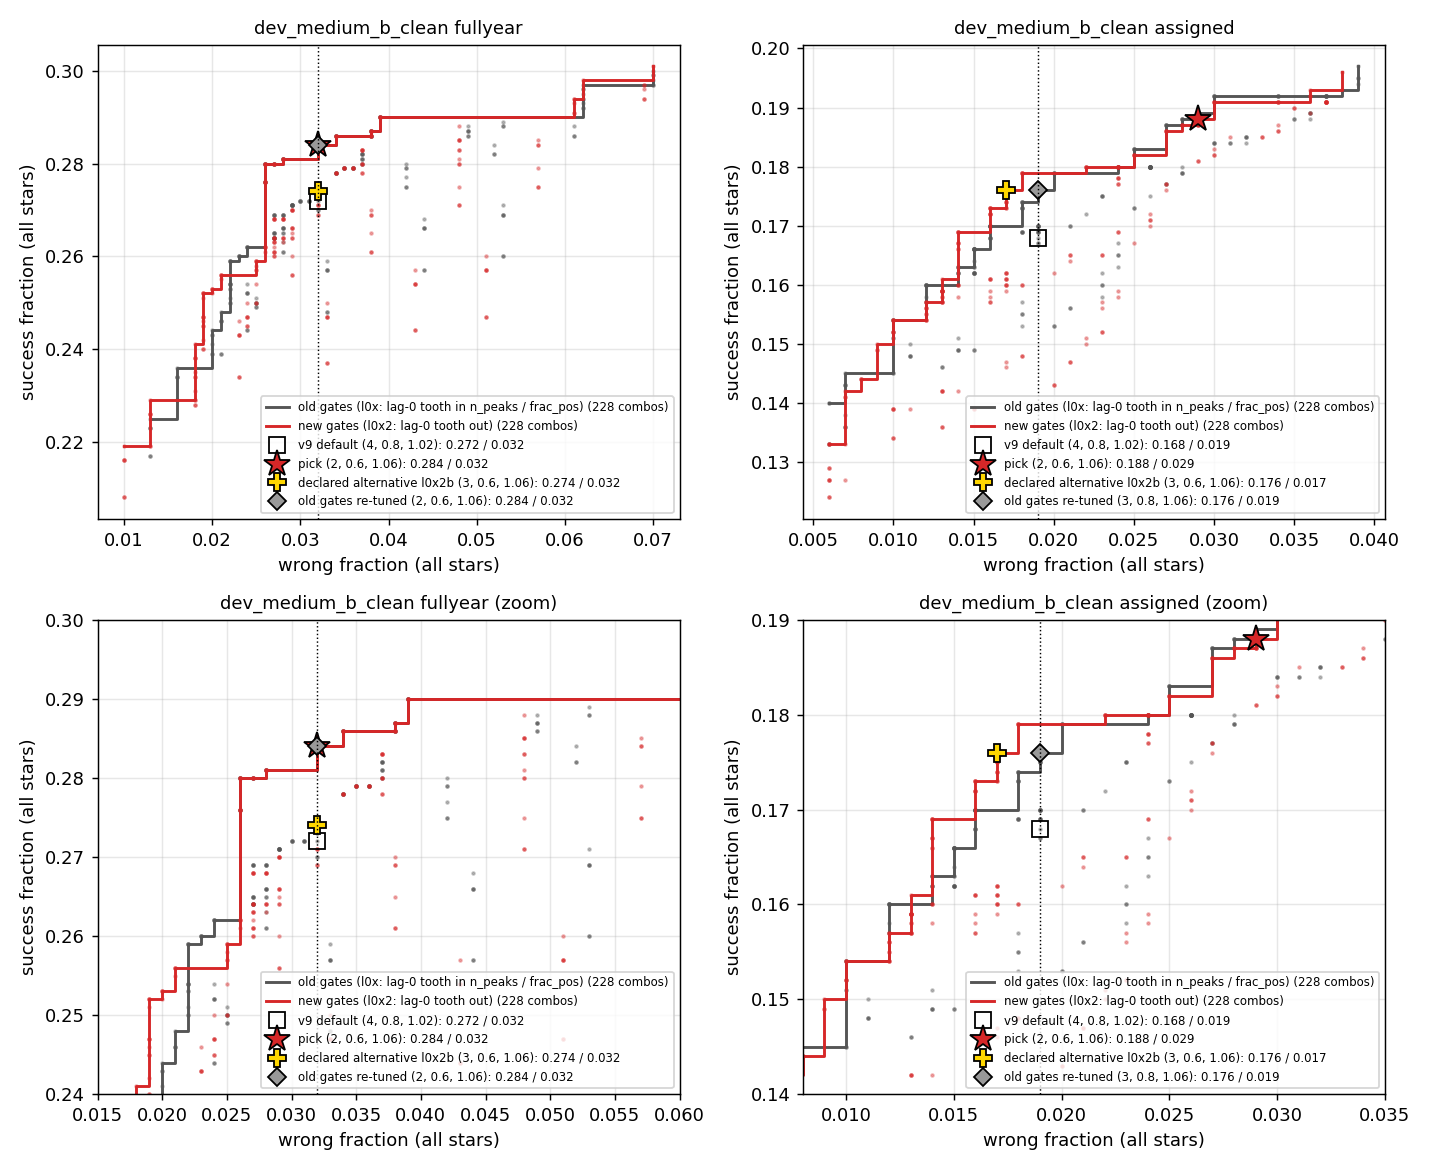 dev_medium_b_clean fullyear
0.30
0.28
0.26
0.24
0.22
success fraction (all stars)
old gates (l0x: lag-0 tooth in n_peaks / frac_pos) (228 combos)
new gates (l0x2: lag-0 tooth out) (228 combos)
v9 default (4, 0.8, 1.02): 0.272 / 0.032
pick (2, 0.6, 1.06): 0.284 / 0.032
declared alternative l0x2b (3, 0.6, 1.06): 0.274 / 0.032
old gates re-tuned (2, 0.6, 1.06): 0.284 / 0.032
0.01 0.02 0.03 0.04 0.05 0.06 0.07
wrong fraction (all stars)
dev_medium_b_clean assigned
0.20
0.19
0.18
0.17
0.16
0.15
0.14
0.13
success fraction (all stars)
old gates (l0x: lag-0 tooth in n_peaks / frac_pos) (228 combos)
new gates (l0x2: lag-0 tooth out) (228 combos)
v9 default (4, 0.8, 1.02): 0.168 / 0.019
pick (2, 0.6, 1.06): 0.188 / 0.029
declared alternative l0x2b (3, 0.6, 1.06): 0.176 / 0.017
old gates re-tuned (3, 0.8, 1.06): 0.176 / 0.019
0.005 0.010 0.015 0.020 0.025 0.030 0.035 0.040
wrong fraction (all stars)
dev_medium_b_clean fullyear (zoom)
0.30
0.29
0.28
0.27
0.26
0.25
0.24
success fraction (all stars)
old gates (l0x: lag-0 tooth in n_peaks / frac_pos) (228 combos)
new gates (l0x2: lag-0 tooth out) (228 combos)
v9 default (4, 0.8, 1.02): 0.272 / 0.032
pick (2, 0.6, 1.06): 0.284 / 0.032
declared alternative l0x2b (3, 0.6, 1.06): 0.274 / 0.032
old gates re-tuned (2, 0.6, 1.06): 0.284 / 0.032
0.015 0.020 0.025 0.030 0.035 0.040 0.045 0.050 0.055 0.060
wrong fraction (all stars)
dev_medium_b_clean assigned (zoom)
0.19
0.18
0.17
0.16
0.15
0.14
success fraction (all stars)
old gates (l0x: lag-0 tooth in n_peaks / frac_pos) (228 combos)
new gates (l0x2: lag-0 tooth out) (228 combos)
v9 default (4, 0.8, 1.02): 0.168 / 0.019
pick (2, 0.6, 1.06): 0.188 / 0.029
declared alternative l0x2b (3, 0.6, 1.06): 0.176 / 0.017
old gates re-tuned (3, 0.8, 1.06): 0.176 / 0.019
0.010 0.015 0.020 0.025 0.030 0.035
wrong fraction (all stars)